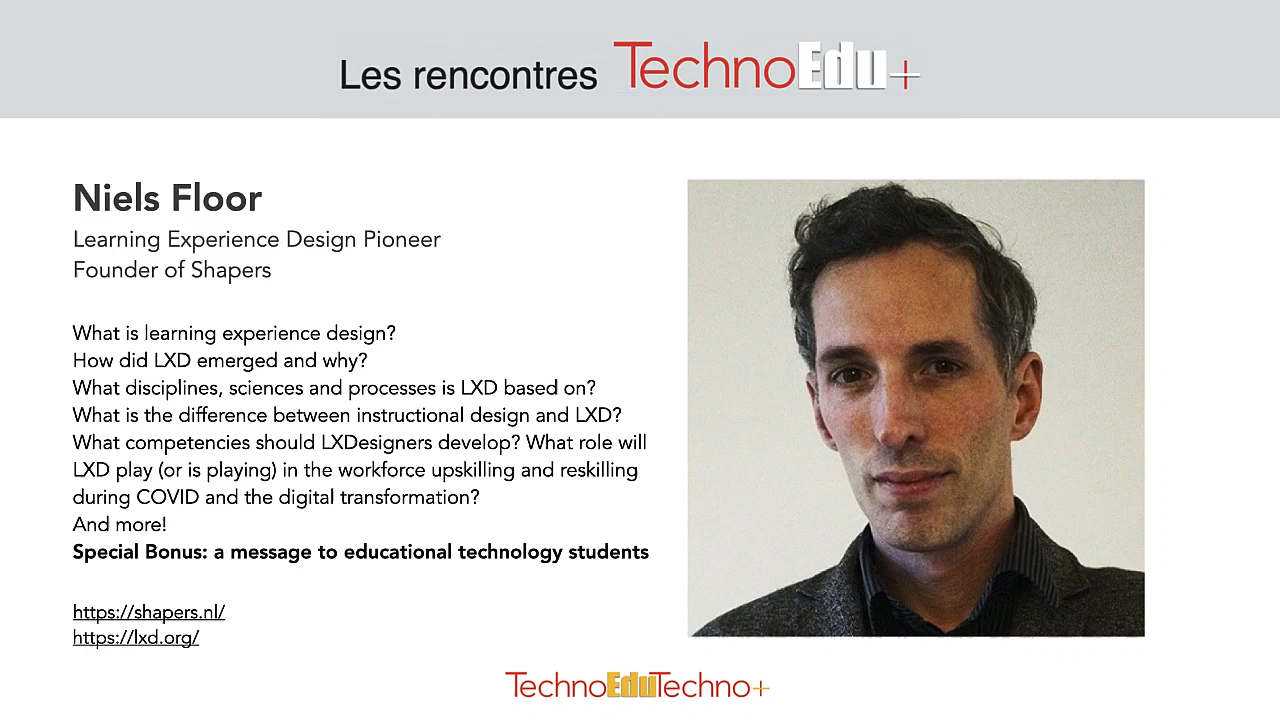 Les rencontres TechnoEdu+
Niels Floor
Learning Experience Design Pioneer
Founder of Shapers
What is learning experience design?
How did LXD emerged and why?
What disciplines, sciences and processes is LXD based on?
What is the difference between instructional design and LXD?
What competencies should LXDesigners develop? What role will
LXD play (or is playing) in the workforce upskilling and reskilling
during COVID and the digital transformation?
And more!
Special Bonus: a message to educational technology students
https://shapers.nl/
https://lxd.org/
TechnoEduTechno+